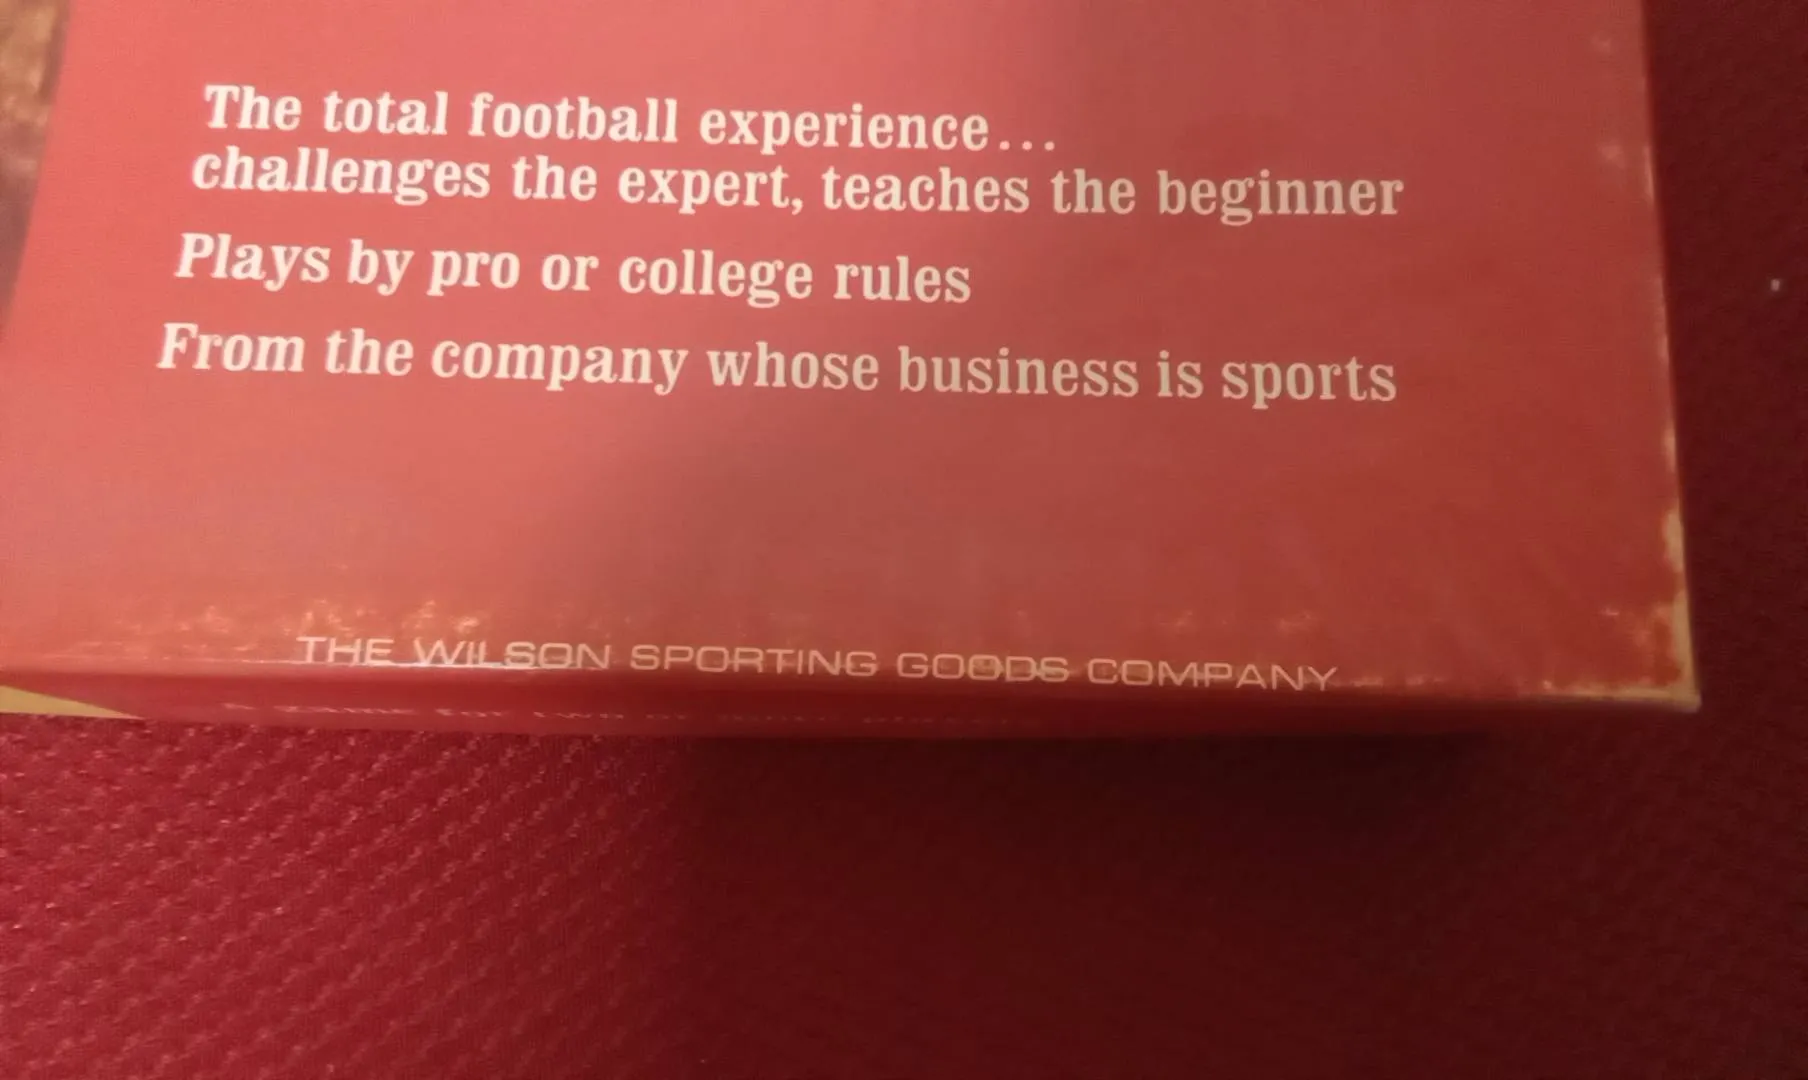 The total football experience...
challenges the expert, teaches the beginner
Plays by pro or college rules
From the company whose business is sports
THE WILSON SPORTING GOODS COMPANY